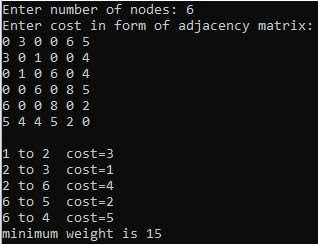 Enter number of nodes: 6
Enter cost in form of adjacency matrix:
0 3 0 0 6 5
3 0 1 0 0 4
0 1 0 6 0 4
0 0 6 0 8 5
6 0 0 8 0 2
5 4 4 5 2 0
1 to 2  cost=3
2 to 3  cost=1
2 to 6  cost=4
6 to 5  cost=2
6 to 4  cost=5
minimum weight is 15